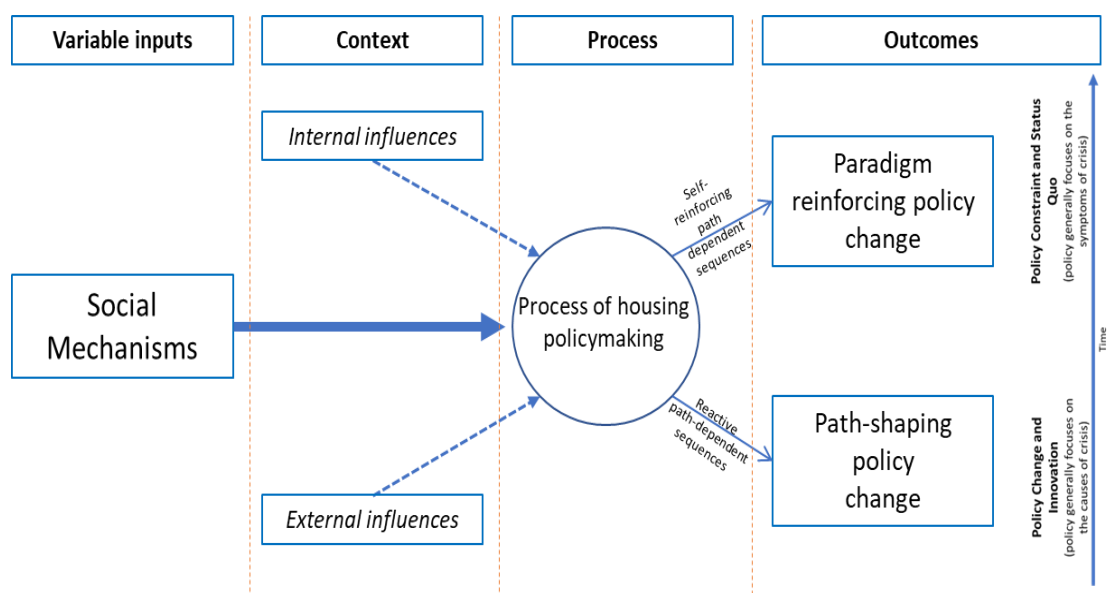 Variable inputs
Context
Process
Outcomes
Internal influences
Social
Mechanisms
External influences
Process of housing
policymaking
Self-
reinforcing
path
dependent
sequences
Reactive
path-dependent
sequences
Paradigm
reinforcing policy
change
Path-shaping
policy
change
Policy Constraint and Status
Quo
(policy generally focuses on the
symptoms of crisis)
Policy Change and
Innovation
(policy generally focuses on
the causes of crisis)
Time